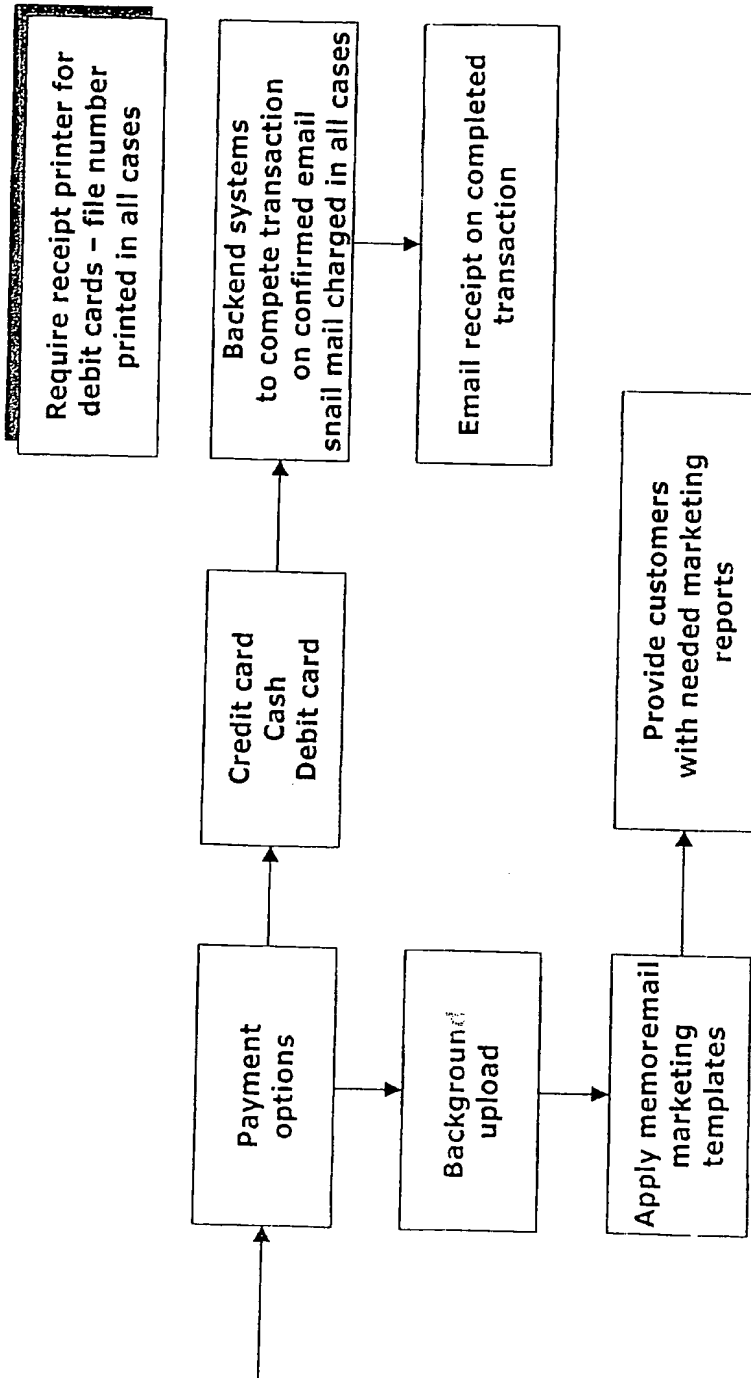 Require receipt printer for
debit cards – file number
printed in all cases
Payment
options
Credit card
Cash
Debit card
Backend systems
to compete transaction
on confirmed email
snail mail charged in all cases
Background
upload
Email receipt on completed
transaction
Apply memoremail
marketing
templates
Provide customers
with needed marketing
reports